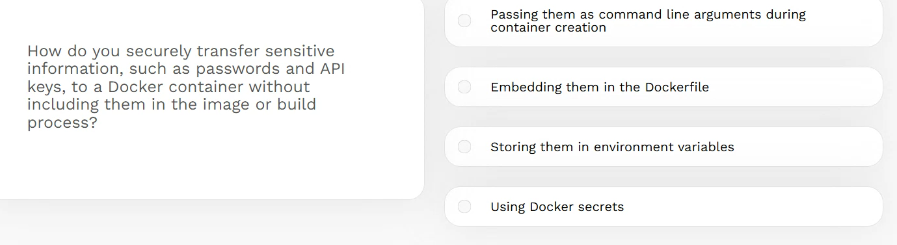 How do you securely transfer sensitive
information, such as passwords and API
keys, to a Docker container without
including them in the image or build
process?
Passing them as command line arguments during
container creation
Embedding them in the Dockerfile
Storing them in environment variables
Using Docker secrets